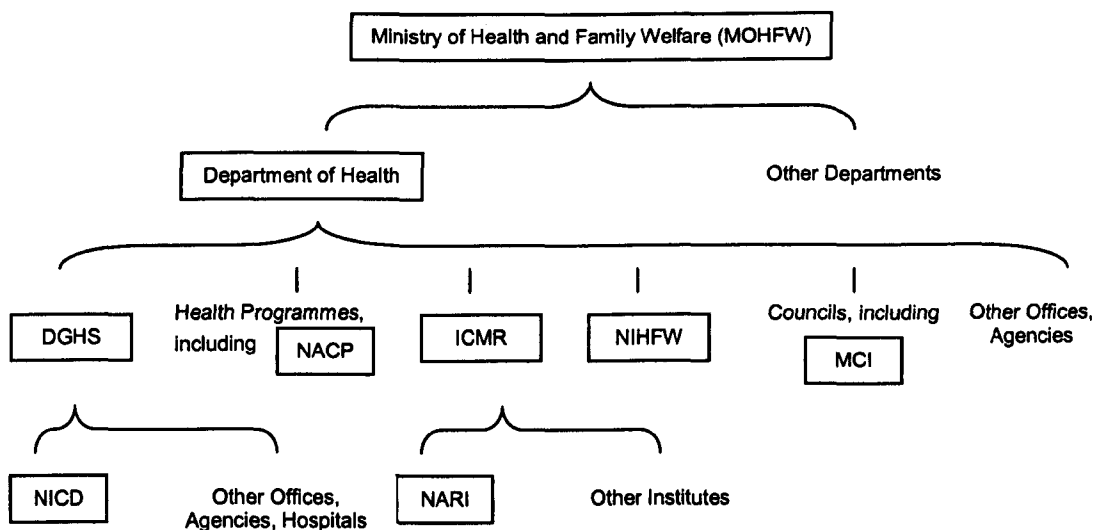 Ministry of Health and Family Welfare (MOHFW)
Department of Health
Other Departments
DGHS
Health Programmes,
including
NACP
ICMR
NIHFW
Councils, including
MCI
Other Offices,
Agencies
NICD
Other Offices,
Agencies, Hospitals
NARI
Other Institutes